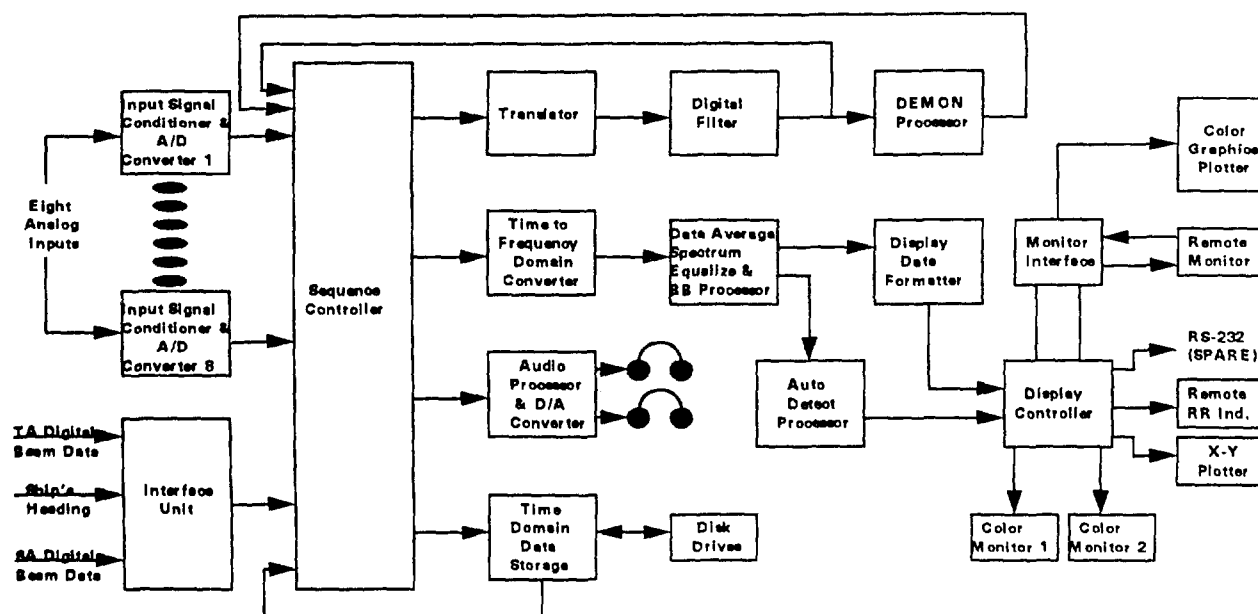 Input Signal
Conditioner &
A/D
Converter 1
Eight
Analog
Inputs
Input Signal
Conditioner &
A/D
Converter 8
TA Digital
Beam Data
Ship's
Heading
SA Digital
Beam Data
Interface
Unit
Sequence
Controller
Translator
Digital
Filter
DEMON
Processor
Time to
Frequency
Domain
Converter
Data Average
Spectrum
Equalize &
BB Processor
Display
Date
Formatter
Audio
Processor
& D/A
Converter
Auto
Detect
Processor
Time
Domain
Data
Storage
Disk
Drives
Color
Graphics
Plotter
Monitor
Interface
Remote
Monitor
Display
Controller
RS-232
(SPARE)
Remote
RR Ind.
X-Y
Plotter
Color
Monitor 1
Color
Monitor 2